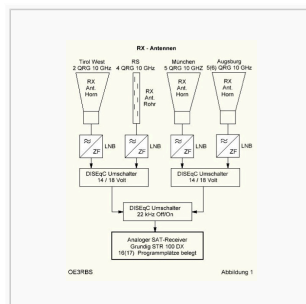 RX - Antennen
Tirol West
2 QRG 10 GHz
RS
4 QRG 10 GHz
München
5 QRG 10 GHZ
Augsburg
5(6) QRG 10 GHz
RX
Ant.
Horn
RX
Ant.
Rohr
RX
Ant.
Horn
RX
Ant.
Horn
ZF
LNB
ZF
LNB
ZF
LNB
ZF
LNB
DISEqC Umschalter
14 / 18 Volt
DISEqC Umschalter
14 / 18 Volt
DISEqC Umschalter
22 kHz Off/On
Analoger SAT-Receiver
Grundig STR 100 DX
16(17) Programmplätze belegt
OE3RBS
Abbildung 1